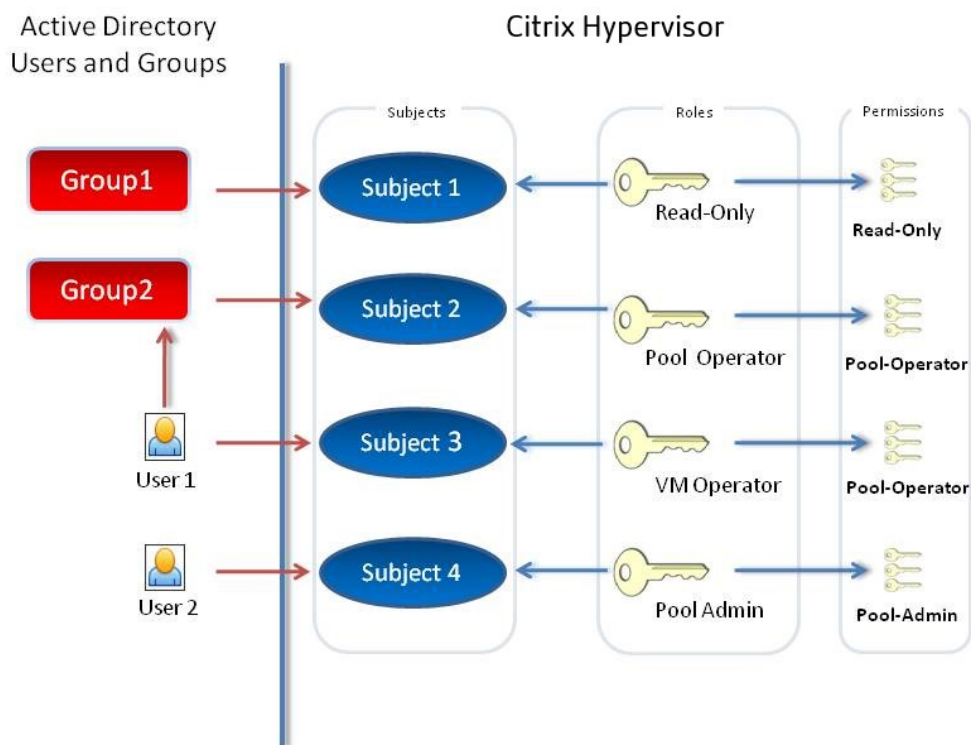 Active Directory
Users and Groups
Citrix Hypervisor
Subjects
Roles
Permissions
Group1
Subject 1
Read-Only
Read-Only
Group2
Subject 2
Pool Operator
Pool-Operator
User 1
Subject 3
VM Operator
Pool-Operator
User 2
Subject 4
Pool Admin
Pool-Admin